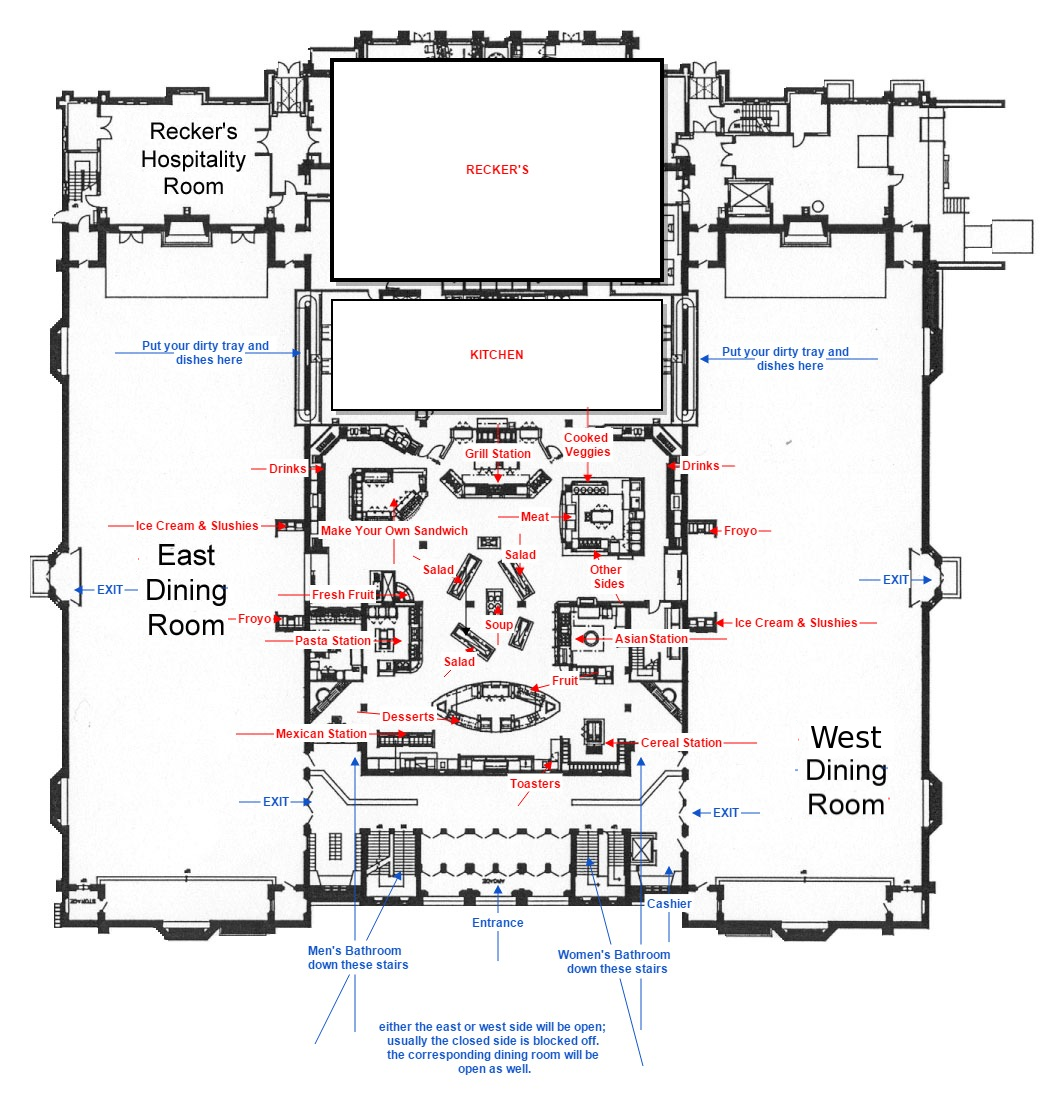 Recker's
Hospitality
Room
RECKER'S
KITCHEN
Put your dirty tray and
dishes here
Put your dirty tray and
dishes here
Cooked
Veggies
Grill Station
Drinks
Drinks
Meat
Ice Cream & Slushies
Make Your Own Sandwich
Froyo
Salad
Salad
Other
Sides
East
Dining
Room
EXIT
EXIT
Fresh Fruit
Froyo
Soup
Ice Cream & Slushies
Pasta Station
AsianStation
Salad
Fruit
Desserts
Mexican Station
Cereal Station
West
Dining
Room
Toasters
EXIT
EXIT
ARCADE
STORAGE
Cashier
Entrance
Men's Bathroom
down these stairs
Women's Bathroom
down these stairs
either the east or west side will be open;
usually the closed side is blocked off.
the corresponding dining room will be
open as well.